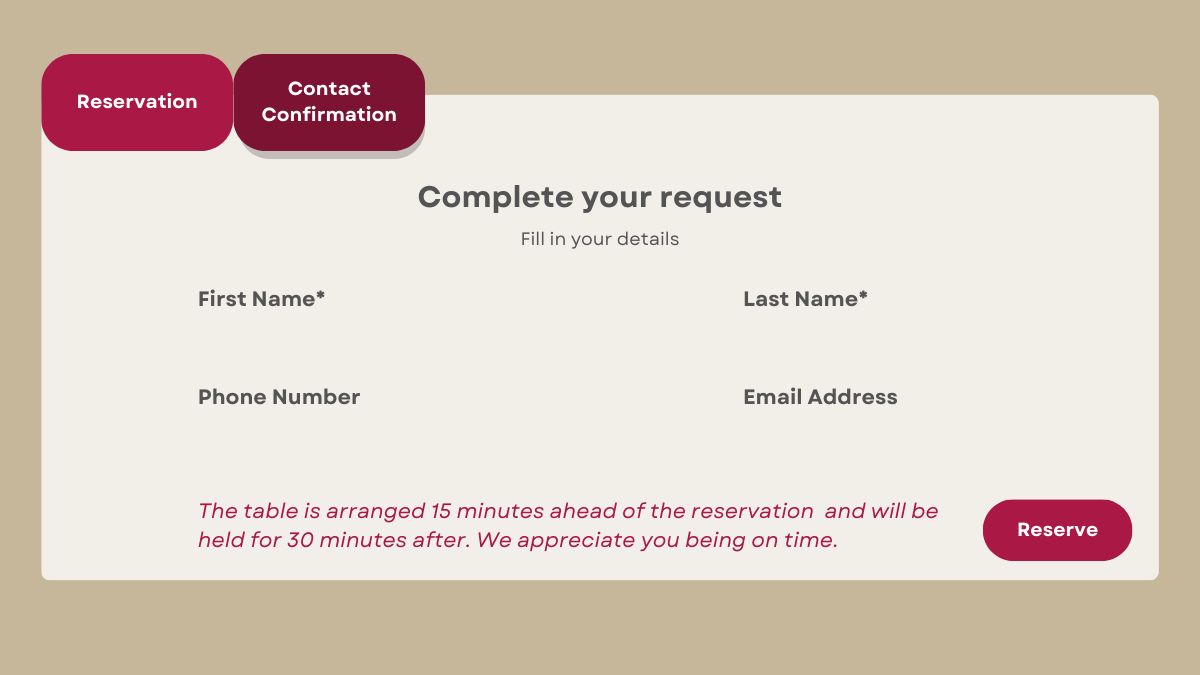 Reservation
Contact
Confirmation
Complete your request
Fill in your details
First Name*
Last Name*
Phone Number
Email Address
The table is arranged 15 minutes ahead of the reservation  and will be
held for 30 minutes after. We appreciate you being on time.
Reserve